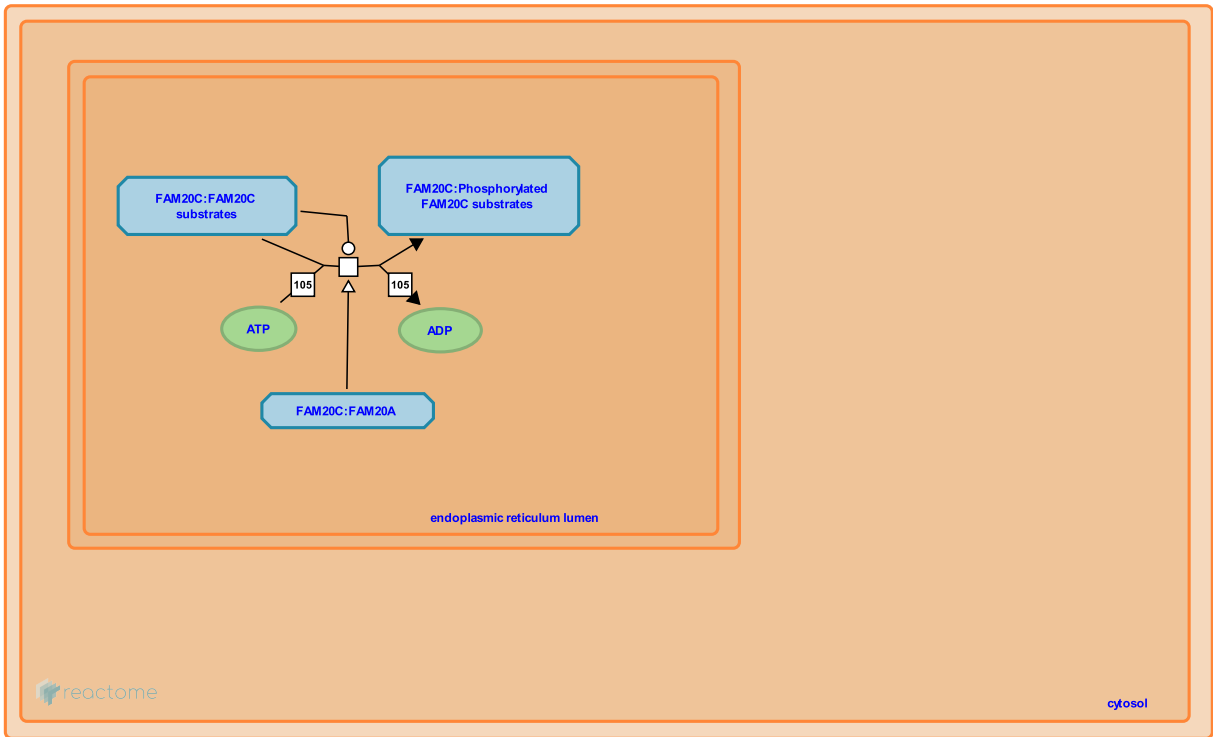 FAM20C:FAM20C
substrates
FAM20C:Phosphorylated
FAM20C substrates
105
105
ATP
ADP
FAM20C:FAM20A
endoplasmic reticulum lumen
reactome
cytosol